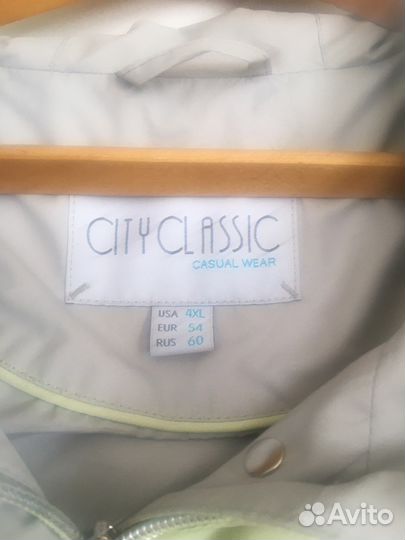 CITY CLASSIC
CASUAL WEAR
USA 4XL
EUR 54
RUS 60
Avito